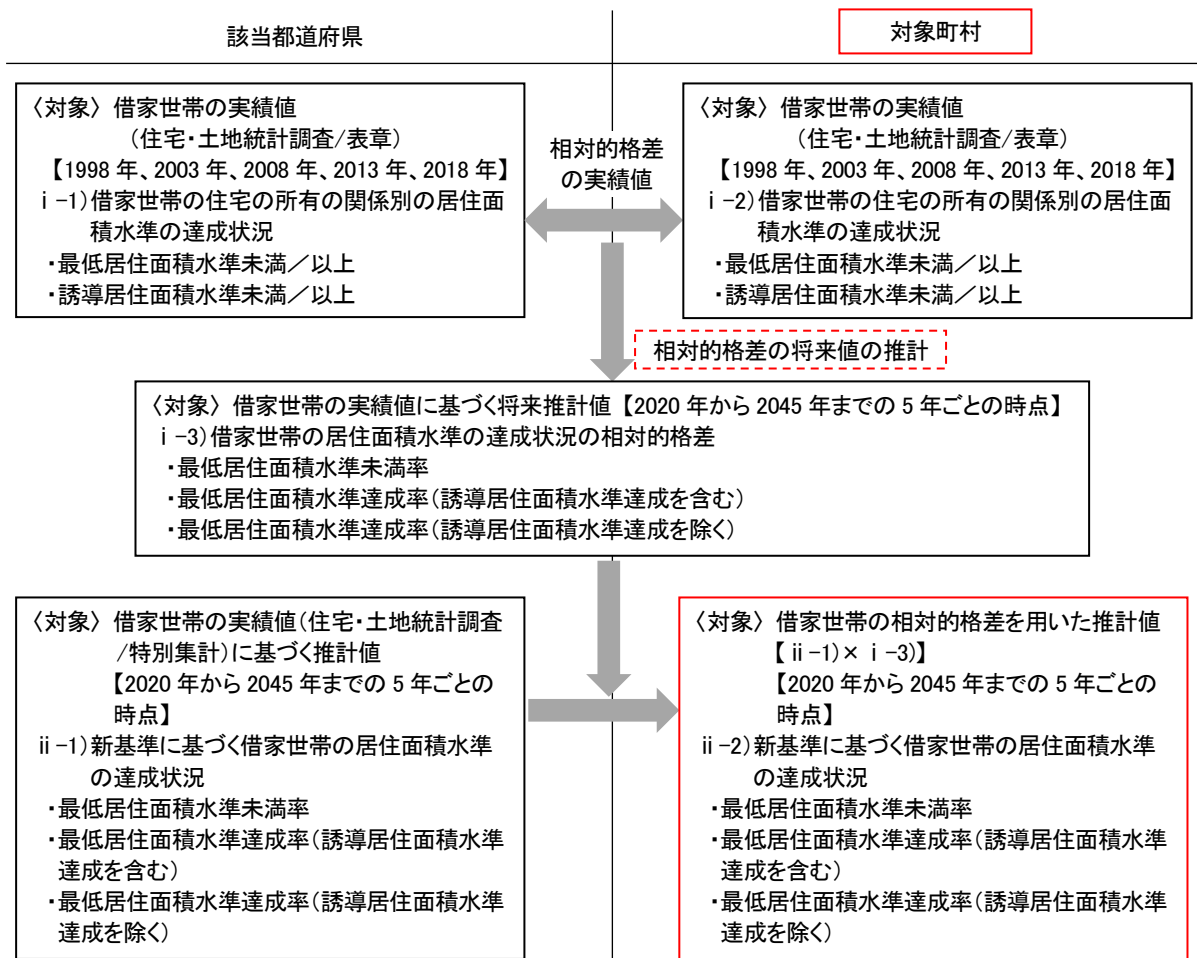 該当都道府県
対象町村
〈対象〉 借家世帯の実績値
(住宅・土地統計調査/表章)
【1998 年、2003 年、2008 年、2013 年、2018 年】
ⅰ-1)借家世帯の住宅の所有の関係別の居住面
積水準の達成状況
・最低居住面積水準未満／以上
・誘導居住面積水準未満／以上
相対的格差
の実績値
〈対象〉 借家世帯の実績値
(住宅・土地統計調査/表章)
【1998 年、2003 年、2008 年、2013 年、2018 年】
ⅰ-2)借家世帯の住宅の所有の関係別の居住面
積水準の達成状況
・最低居住面積水準未満／以上
・誘導居住面積水準未満／以上
相対的格差の将来値の推計
〈対象〉 借家世帯の実績値に基づく将来推計値 【2020 年から 2045 年までの 5 年ごとの時点】
ⅰ-3)借家世帯の居住面積水準の達成状況の相対的格差
・最低居住面積水準未満率
・最低居住面積水準達成率(誘導居住面積水準達成を含む)
・最低居住面積水準達成率(誘導居住面積水準達成を除く)
〈対象〉 借家世帯の実績値(住宅・土地統計調査
/特別集計)に基づく推計値
【2020 年から 2045 年までの 5 年ごとの
時点】
ⅱ-1)新基準に基づく借家世帯の居住面積水準
の達成状況
・最低居住面積水準未満率
・最低居住面積水準達成率(誘導居住面積水準
達成を含む)
・最低居住面積水準達成率(誘導居住面積水準
達成を除く)
〈対象〉 借家世帯の相対的格差を用いた推計値
【ⅱ-1)× ⅰ-3)】
【2020 年から 2045 年までの 5 年ごとの
時点】
ⅱ-2)新基準に基づく借家世帯の居住面積水準
の達成状況
・最低居住面積水準未満率
・最低居住面積水準達成率(誘導居住面積水準
達成を含む)
・最低居住面積水準達成率(誘導居住面積水準
達成を除く)